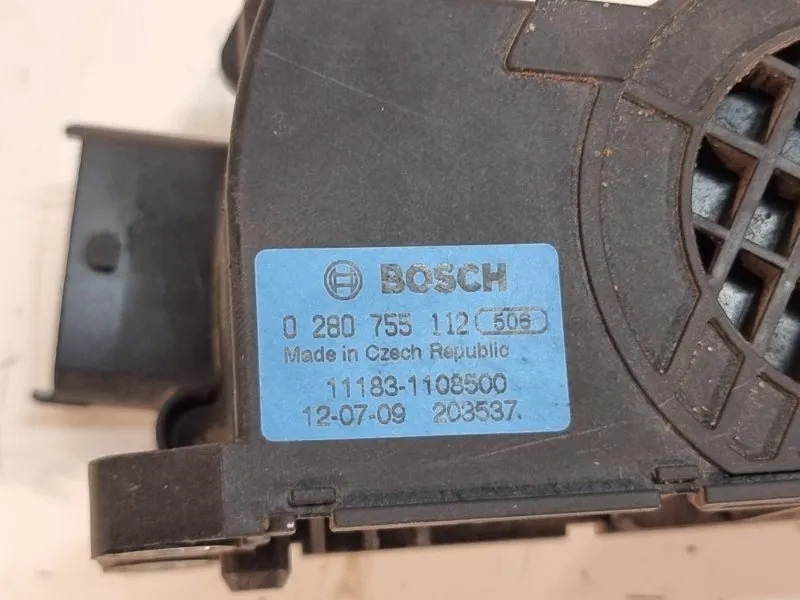 BOSCH
0 280 755 112 506
Made in Czech Republic
11183-1108500
12-07-09 203537.